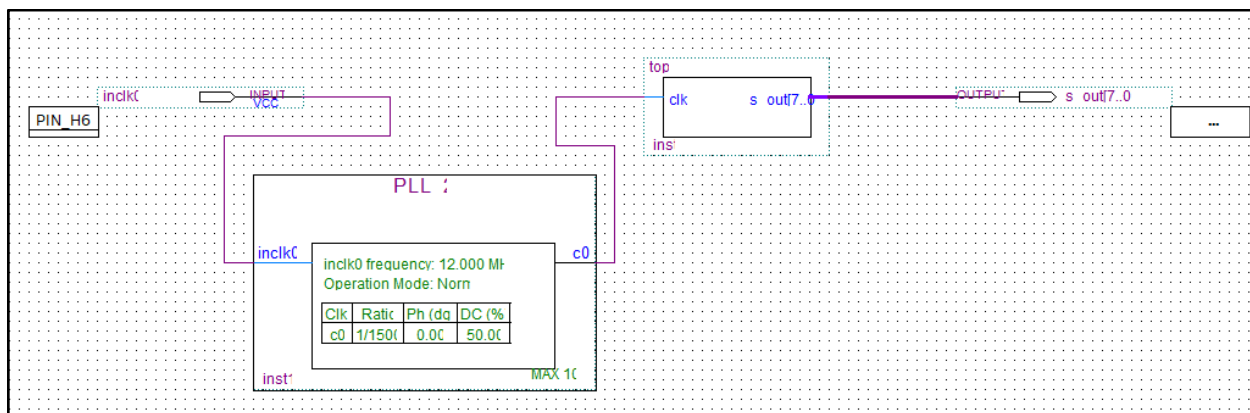 top
inclk0
INPUT
VCC
clk
s_out[7..0
OUTPUT
s_out[7..0
PIN_H6
...
inst
PLL_2
inclk0
c0
inclk0 frequency: 12.000 MH
Operation Mode: Norm
Clk Ratio Ph (dg DC (%
c0 1/1500 0.00 50.00
inst1
MAX 10